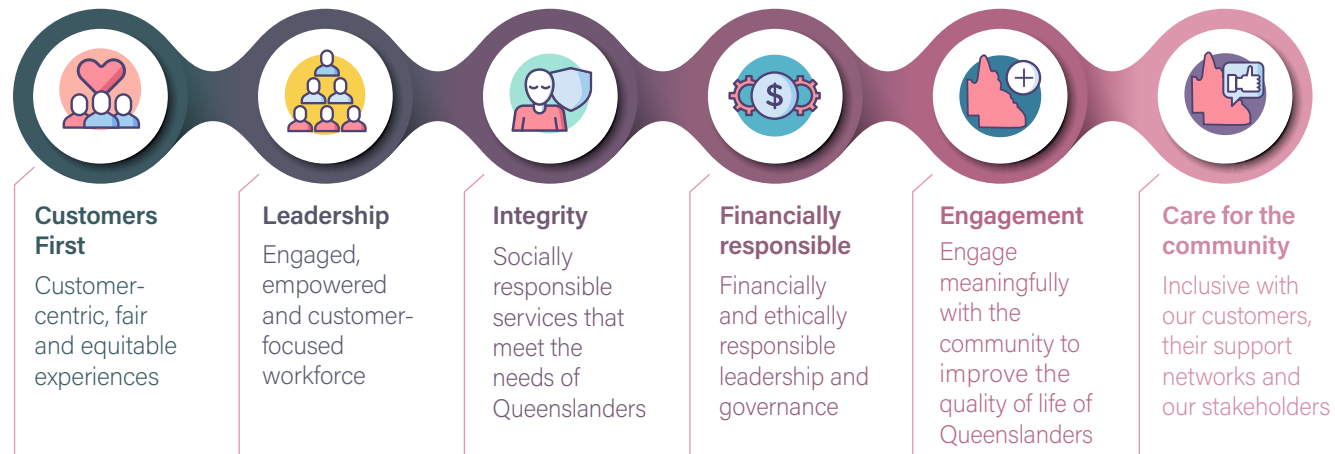 $
Customers
First
Customer-
centric, fair
and equitable
experiences
Leadership
Engaged,
empowered
and customer-
focused
workforce
Integrity
Socially
responsible
services that
meet the
needs of
Queenslanders
Financially
responsible
Financially
and ethically
responsible
leadership and
governance
Engagement
Engage
meaningfully
with the
community to
improve the
quality of life of
Queenslanders
Care for the
community
Inclusive with
our customers,
their support
networks and
our stakeholders